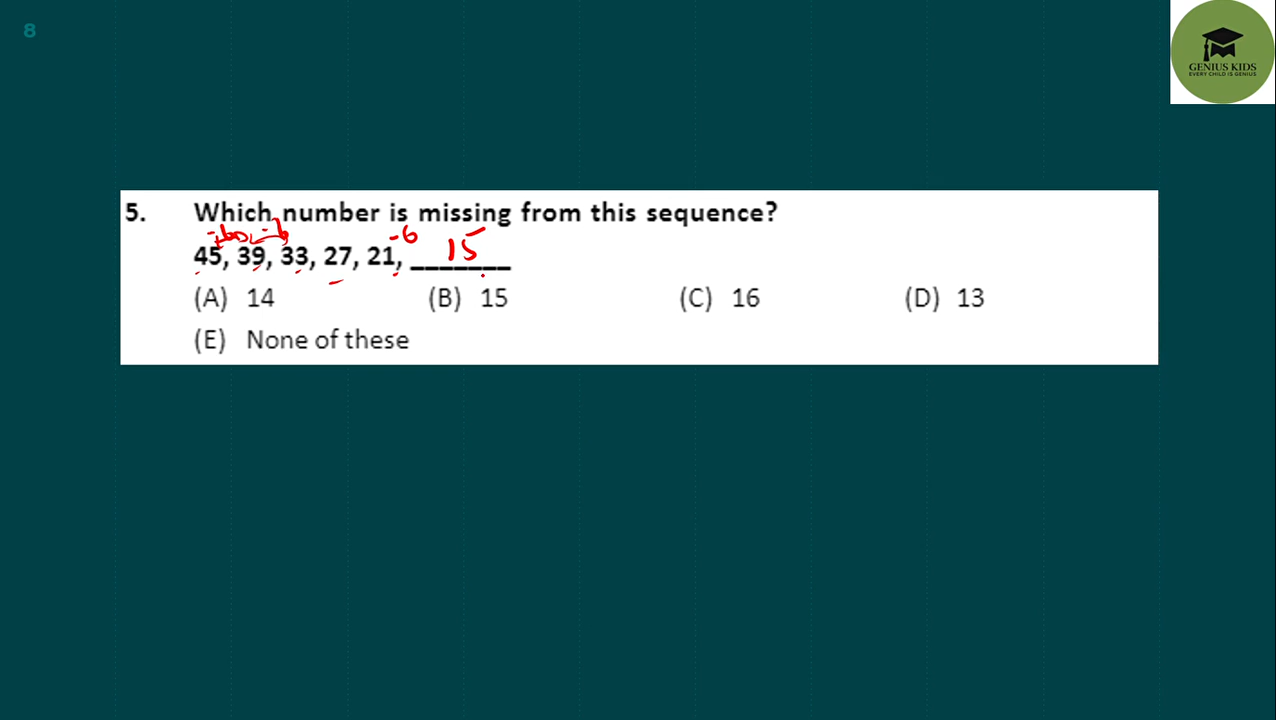 8
GENIUS KIDS
EVERY CHILD IS GENIUS
5. Which number is missing from this sequence?
-6
45, 39, 33, 27, 21, _______ 15
(A) 14 (B) 15 (C) 16 (D) 13
(E) None of these